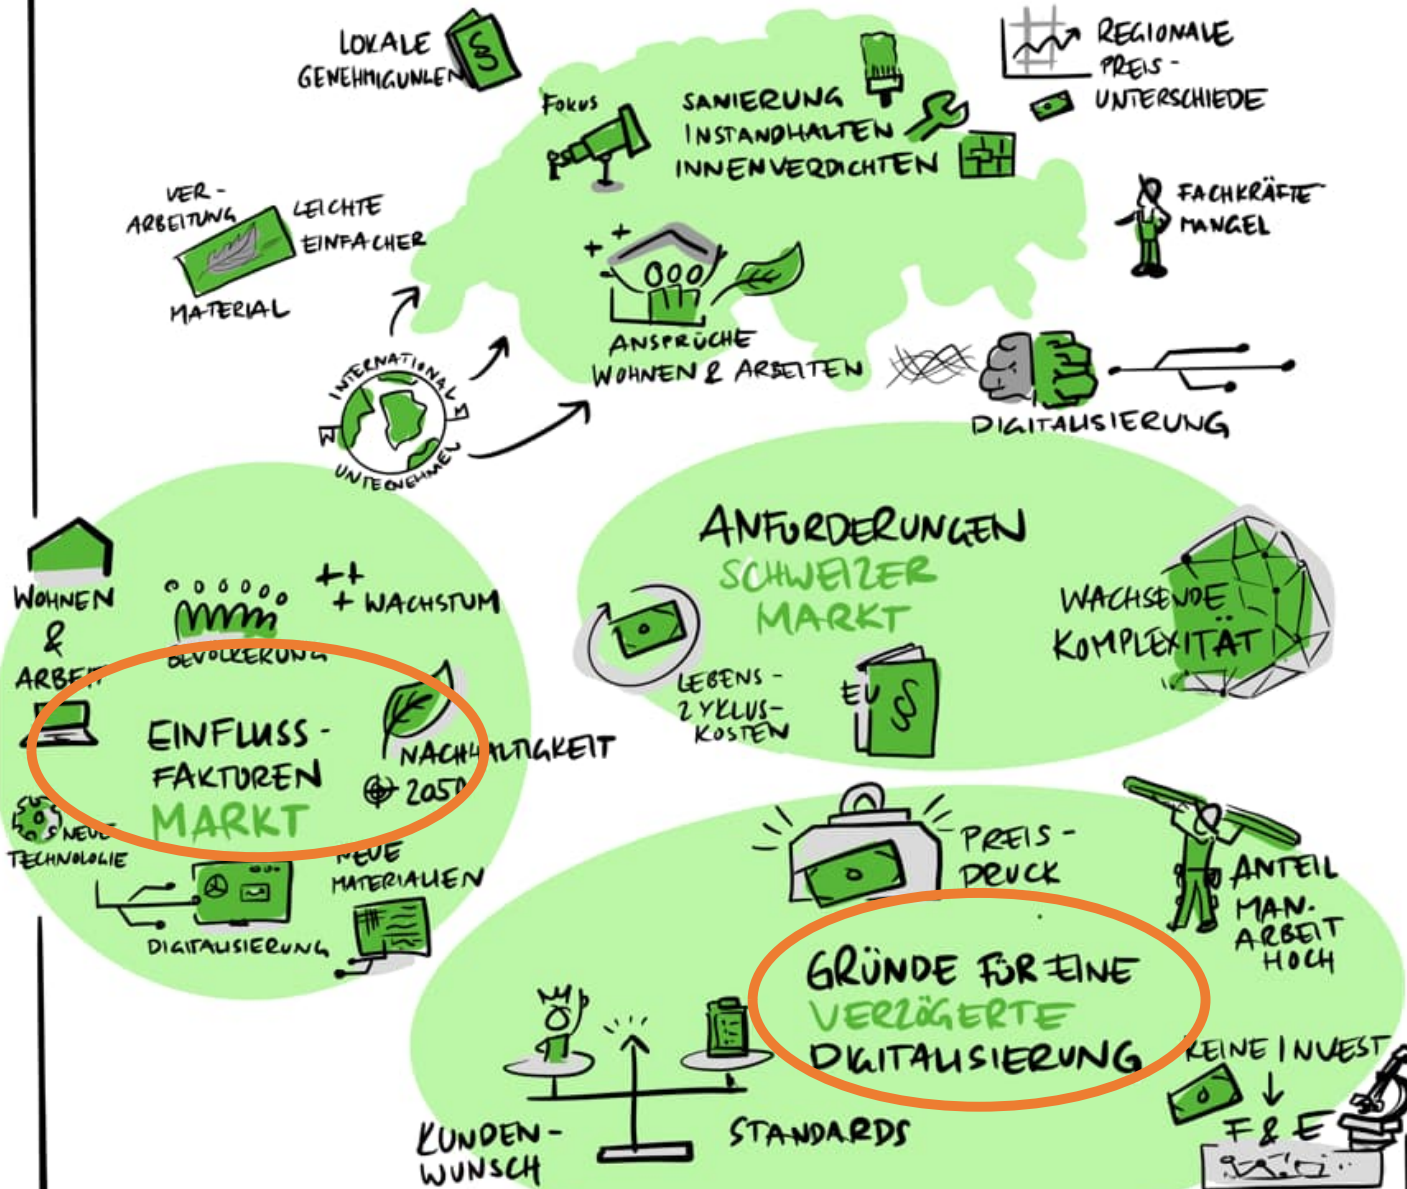 LOKALE
GENEHMIGUNGEN
§
FOKUS
SANIERUNG
INSTANDHALTEN
INNENVERDICHTEN
REGIONALE
PREIS-
UNTERSCHIEDE
FACHKRÄFTE
MANGEL
VER-
ARBEITUNG
LEICHTE
EINFACHER
MATERIAL
++
ANSPRÜCHE
WOHNEN & ARBEITEN
INTERNATIONALE
UNTERNEHMEN
DIGITALISIERUNG
WOHNEN
&
ARBEIT
BEVÖLKERUNG
++
+ WACHSTUM
EINFLUSS-
FAKTOREN
MARKT
NACHHALTIGKEIT
2050
NEUE
TECHNOLOGIE
DIGITALISIERUNG
NEUE
MATERIALIEN
ANFORDERUNGEN
SCHWEIZER
MARKT
LEBENS-
ZYKLUS-
KOSTEN
EU §
WACHSENDE
KOMPLEXITÄT
PREIS-
DRUCK
ANTEIL
MAN.
ARBEIT
HOCH
GRÜNDE FÜR EINE
VERZÖGERTE
DIGITALISIERUNG
KUNDEN-
WUNSCH
STANDARDS
KEINE INVEST
F & E